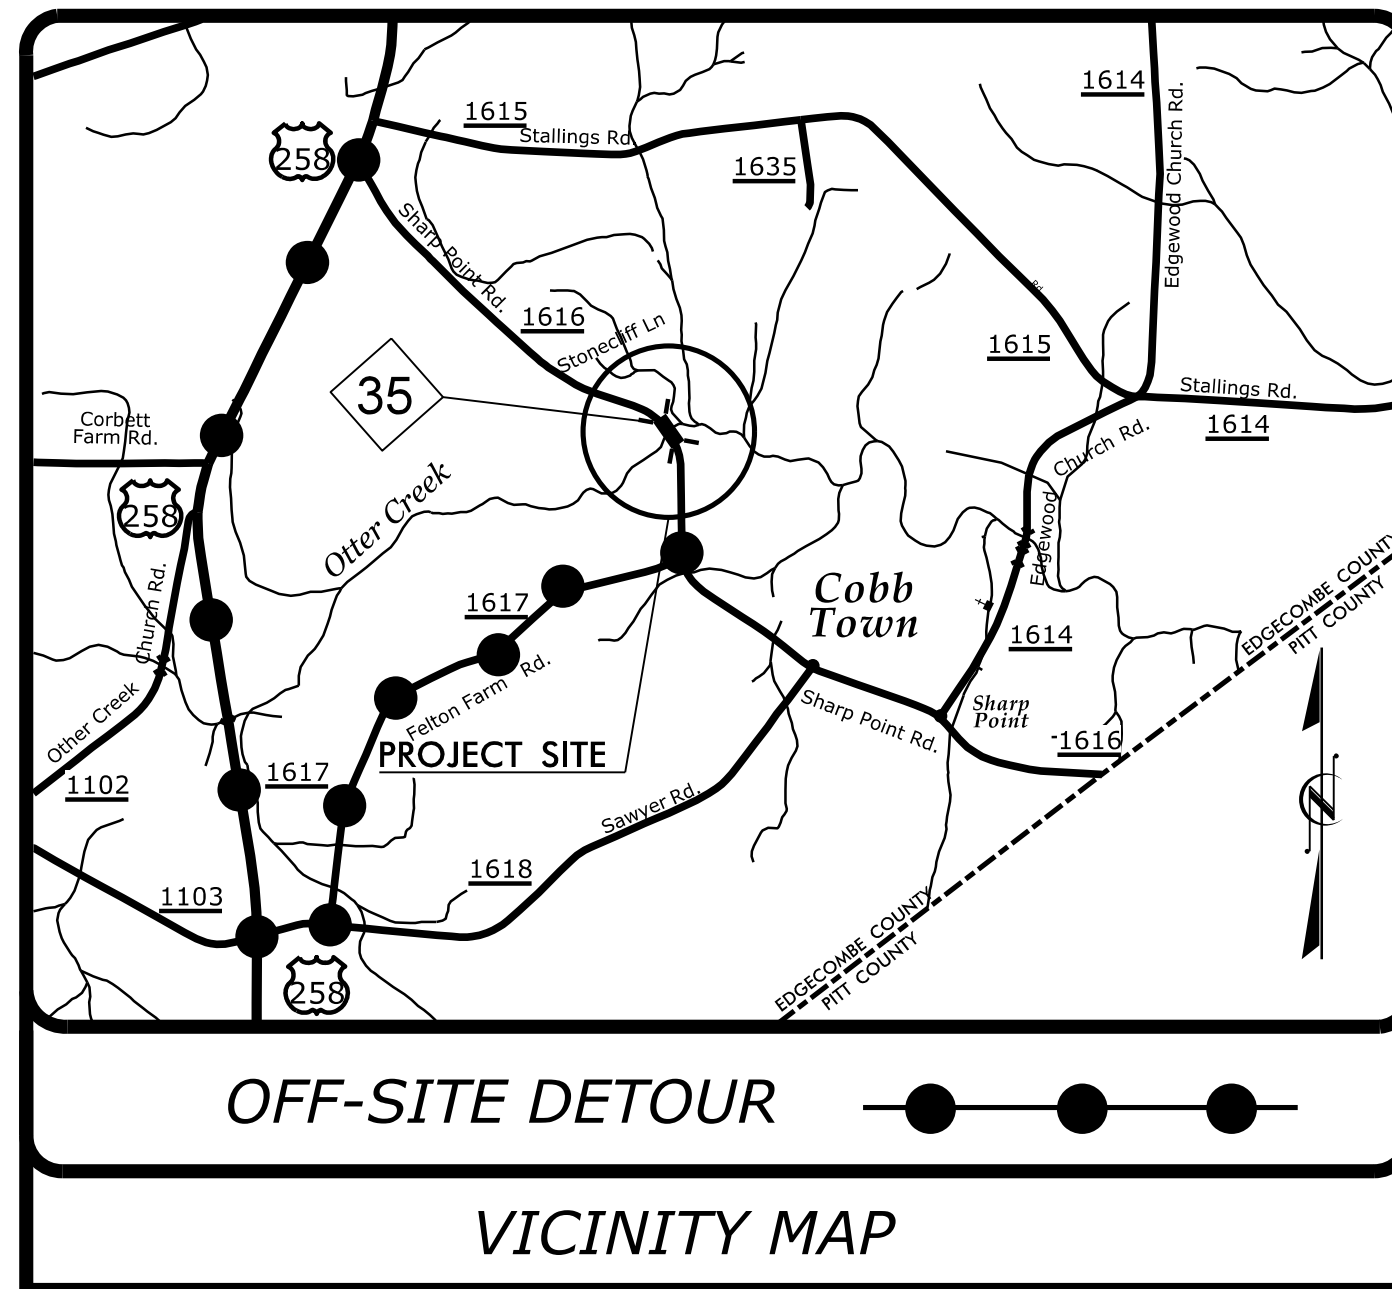 1614
1615
Stallings Rd.
258
1635
Edgewood Church Rd.
Sharp Point Rd.
Rd.
1616
Stonecliff Ln
1615
35
Stallings Rd.
1614
Corbett
Farm Rd.
Church Rd.
258
Otter Creek
Edgewood
EDGECOMBE COUNTY
PITT COUNTY
Cobb
Town
1617
1614
Church Rd.
Other Creek
Felton Farm Rd.
Sharp Point Rd.
Sharp
Point
-1616
PROJECT SITE
1617
1102
Sawyer Rd.
N
1618
1103
EDGECOMBE COUNTY
PITT COUNTY
258
OFF-SITE DETOUR
VICINITY MAP